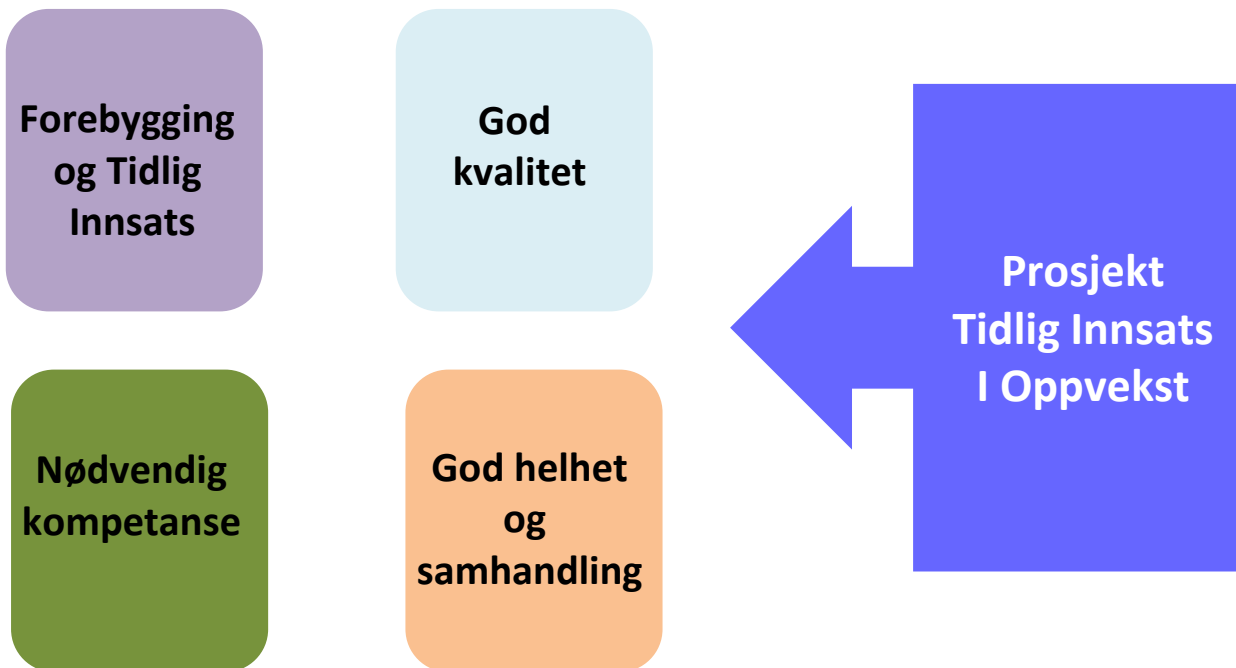 Forebygging
og Tidlig
Innsats
God
kvalitet
Nødvendig
kompetanse
God helhet
og
samhandling
Prosjekt
Tidlig Innsats
I Oppvekst